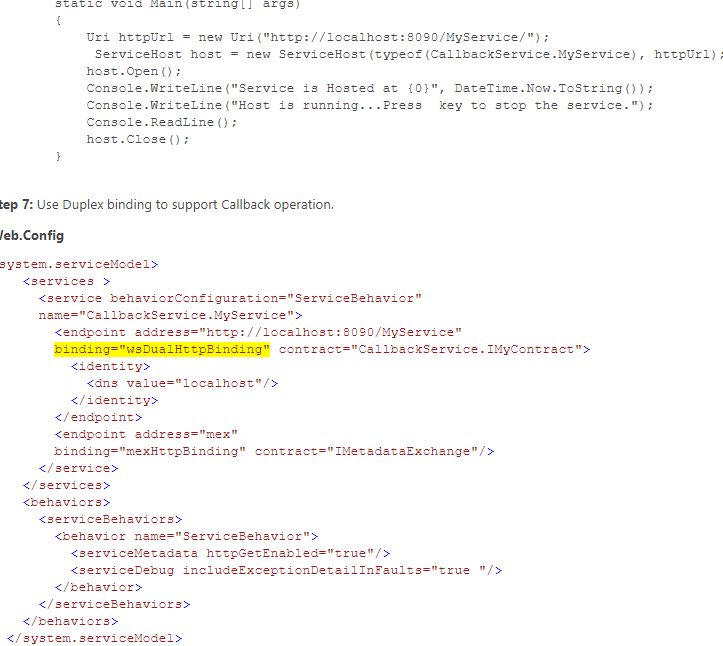 static void Main(string[] args)
{
Uri httpUrl = new Uri("http://localhost:8090/MyService/");
ServiceHost host = new ServiceHost(typeof(CallbackService.MyService), httpUrl);
host.Open();
Console.WriteLine("Service is Hosted at {0}", DateTime.Now.ToString());
Console.WriteLine("Host is running...Press  key to stop the service.");
Console.ReadLine();
host.Close();
}
tep 7: Use Duplex binding to support Callback operation.
Veb.Config
system.serviceModel>
<services >
<service behaviorConfiguration="ServiceBehavior"
name="CallbackService.MyService">
<endpoint address="http://localhost:8090/MyService"
binding="wsDualHttpBinding" contract="CallbackService.IMyContract">
<identity>
<dns value="localhost"/>
</identity>
</endpoint>
<endpoint address="mex"
binding="mexHttpBinding" contract="IMetadataExchange"/>
</service>
</services>
<behaviors>
<serviceBehaviors>
<behavior name="ServiceBehavior">
<serviceMetadata httpGetEnabled="true"/>
<serviceDebug includeExceptionDetailInFaults="true "/>
</behavior>
</serviceBehaviors>
</behaviors>
</system.serviceModel>